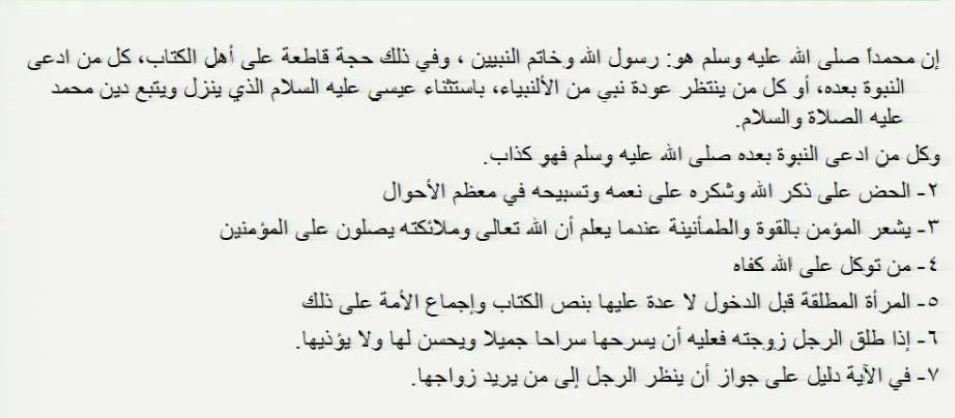 إن محمداً صلى الله عليه وسلم هو: رسول الله وخاتم النبيين ، وفي ذلك حجة قاطعة على أهل الكتاب، كل من ادعى
النبوة بعده، أو كل من ينتظر عودة نبي من الألنبياء، باستثناء عيسي عليه السلام الذي ينزل ويتبع دين محمد
عليه الصلاة والسلام.
وكل من ادعى النبوة بعده صلى الله عليه وسلم فهو كذاب.
٢- الحض على ذكر الله وشكره على نعمه وتسبيحه في معظم الأحوال
٣- يشعر المؤمن بالقوة والطمأنينة عندما يعلم أن الله تعالى وملائكته يصلون على المؤمنين
٤- من توكل على الله كفاه
٥- المرأة المطلقة قبل الدخول لا عدة عليها بنص الكتاب وإجماع الأمة على ذلك
٦- إذا طلق الرجل زوجته فعليه أن يسرحها سراحا جميلا ويحسن لها ولا يؤذيها.
٧- في الآية دليل على جواز أن ينظر الرجل إلى من يريد زواجها.